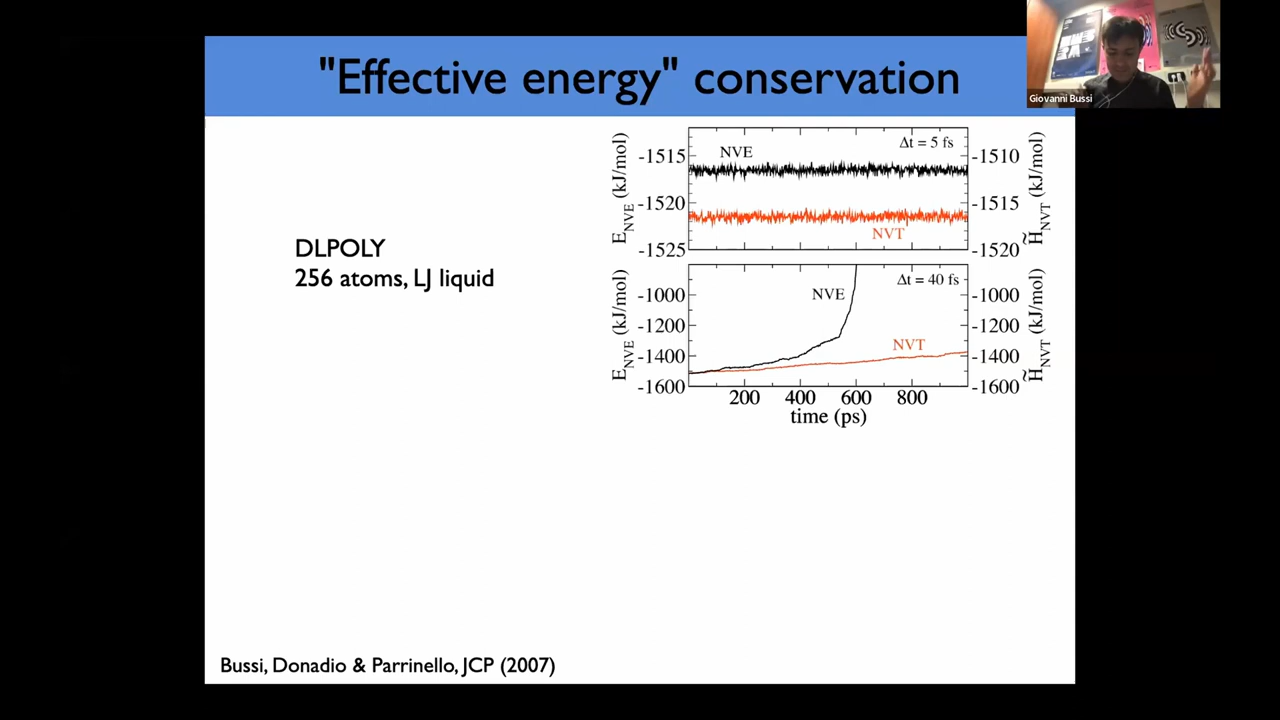 "Effective energy" conservation
Giovanni Bussi
DLPOLY
256 atoms, LJ liquid
E_NVE (kJ/mol)
-1515
-1520
-1525
NVE
Δt = 5 fs
NVT
-1510
-1515
-1520
H̃_NVT (kJ/mol)
E_NVE (kJ/mol)
-1000
-1200
-1400
-1600
NVE
Δt = 40 fs
NVT
-1000
-1200
-1400
-1600
H̃_NVT (kJ/mol)
200 400 600 800
time (ps)
Bussi, Donadio & Parrinello, JCP (2007)